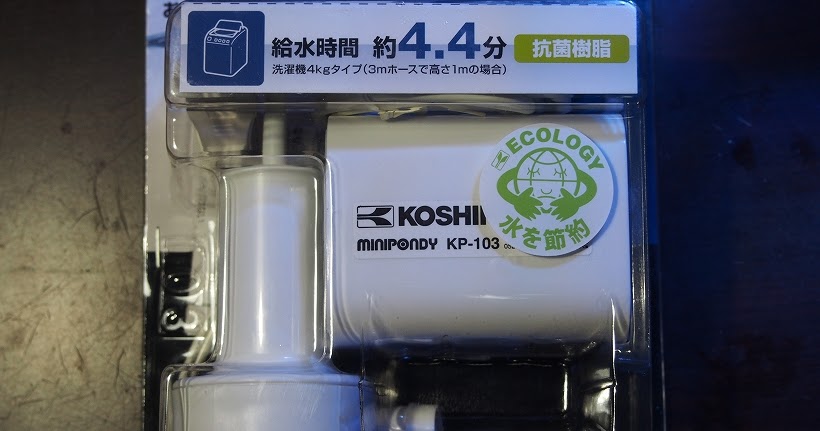 給水時間 約4.4分
抗菌樹脂
洗濯機4kgタイプ(3mホースで高さ1mの場合)
ECOLOGY
水を節約
MINIPONDY KP-103